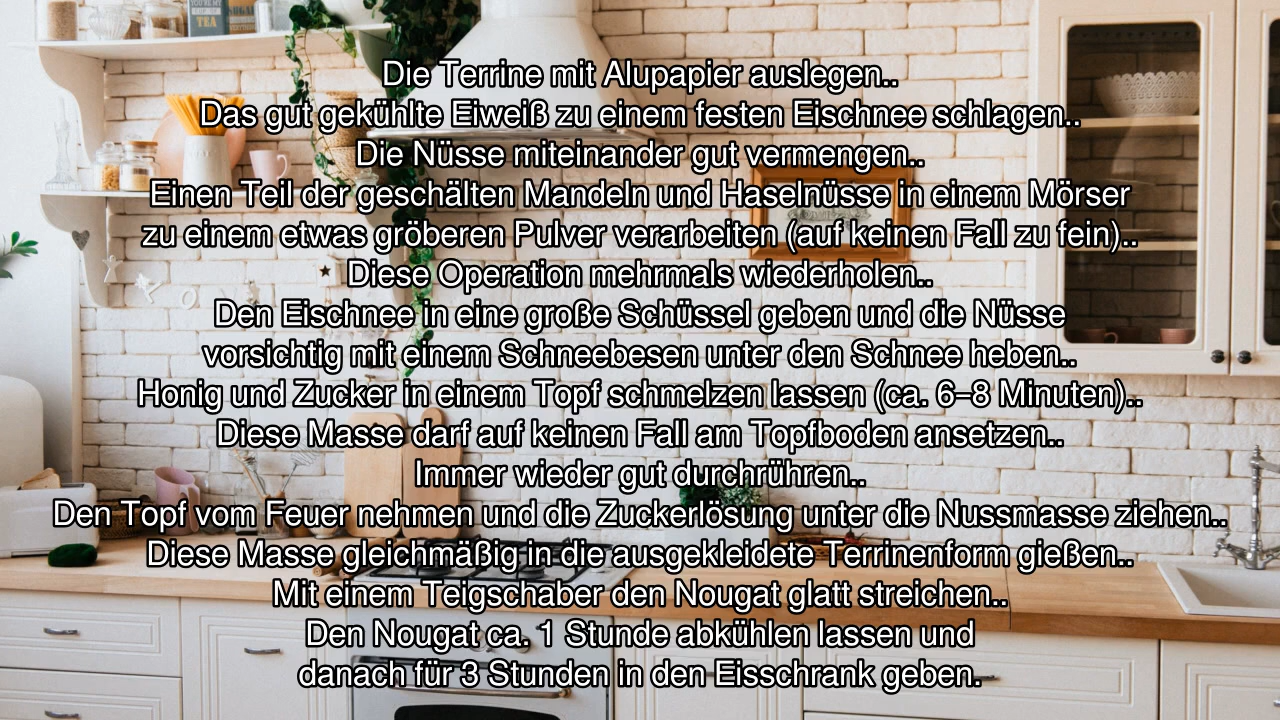 YOU'RE MY
TEA
SUGAR
Die Terrine mit Alupapier auslegen..
Das gut gekühlte Eiweiß zu einem festen Eischnee schlagen..
Die Nüsse miteinander gut vermengen..
Einen Teil der geschälten Mandeln und Haselnüsse in einem Mörser
zu einem etwas gröberen Pulver verarbeiten (auf keinen Fall zu fein)..
Diese Operation mehrmals wiederholen..
Den Eischnee in eine große Schüssel geben und die Nüsse
vorsichtig mit einem Schneebesen unter den Schnee heben..
Honig und Zucker in einem Topf schmelzen lassen (ca. 6–8 Minuten)..
Diese Masse darf auf keinen Fall am Topfboden ansetzen..
Immer wieder gut durchrühren..
Den Topf vom Feuer nehmen und die Zuckerlösung unter die Nussmasse ziehen..
Diese Masse gleichmäßig in die ausgekleidete Terrinenform gießen..
Mit einem Teigschaber den Nougat glatt streichen..
Den Nougat ca. 1 Stunde abkühlen lassen und
danach für 3 Stunden in den Eisschrank geben.